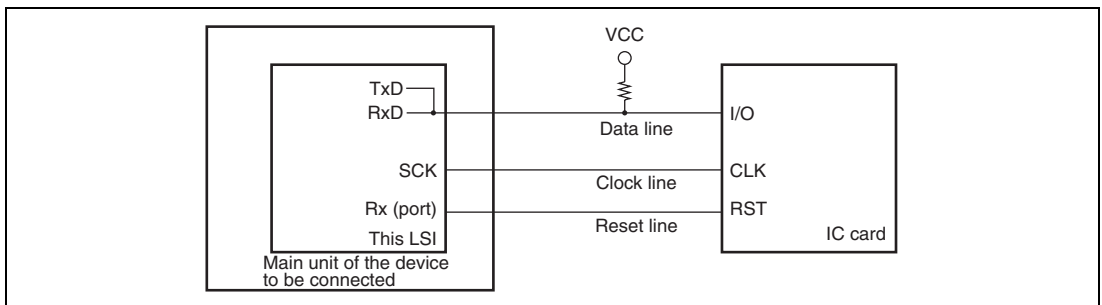 VCC
TxD
RxD
Data line
I/O
SCK
Clock line
CLK
Rx (port)
Reset line
RST
This LSI
IC card
Main unit of the device
to be connected